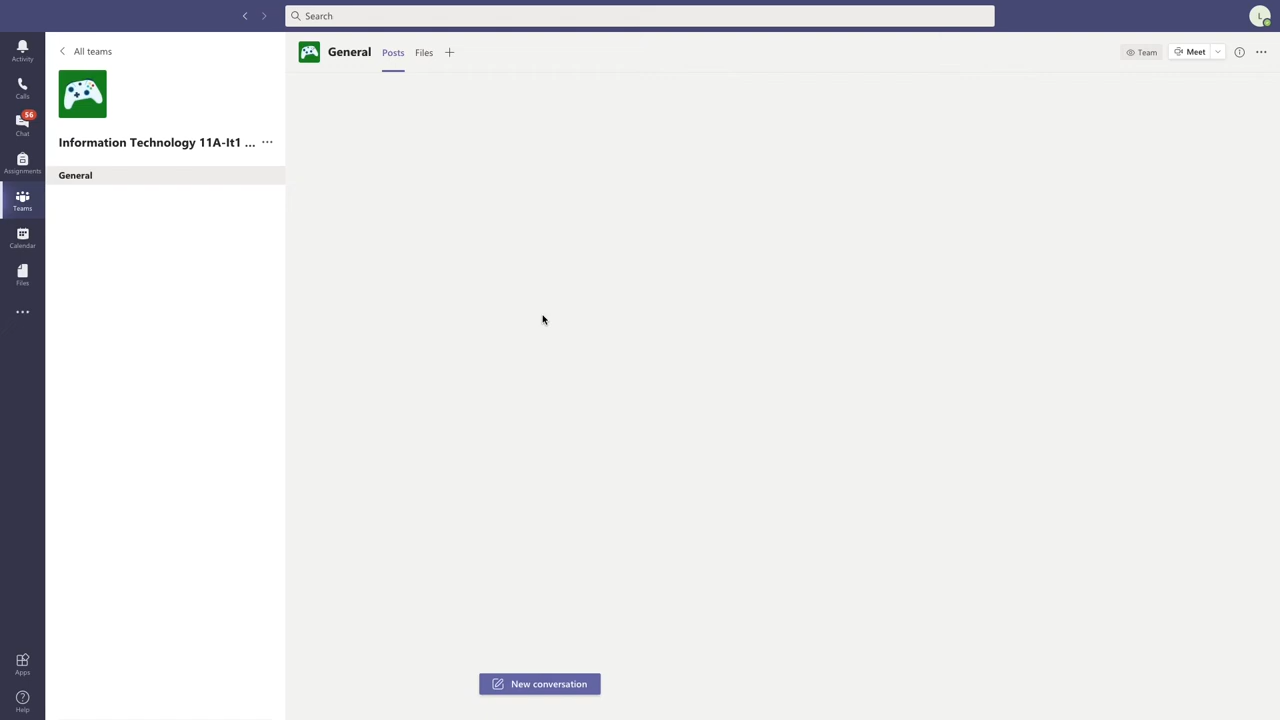 Search
L
Activity
Calls
56
Chat
Assignments
Teams
Calendar
Files
Apps
Help
All teams
Information Technology 11A-It1 ...
General
General
Posts
Files
Team
Meet
New conversation